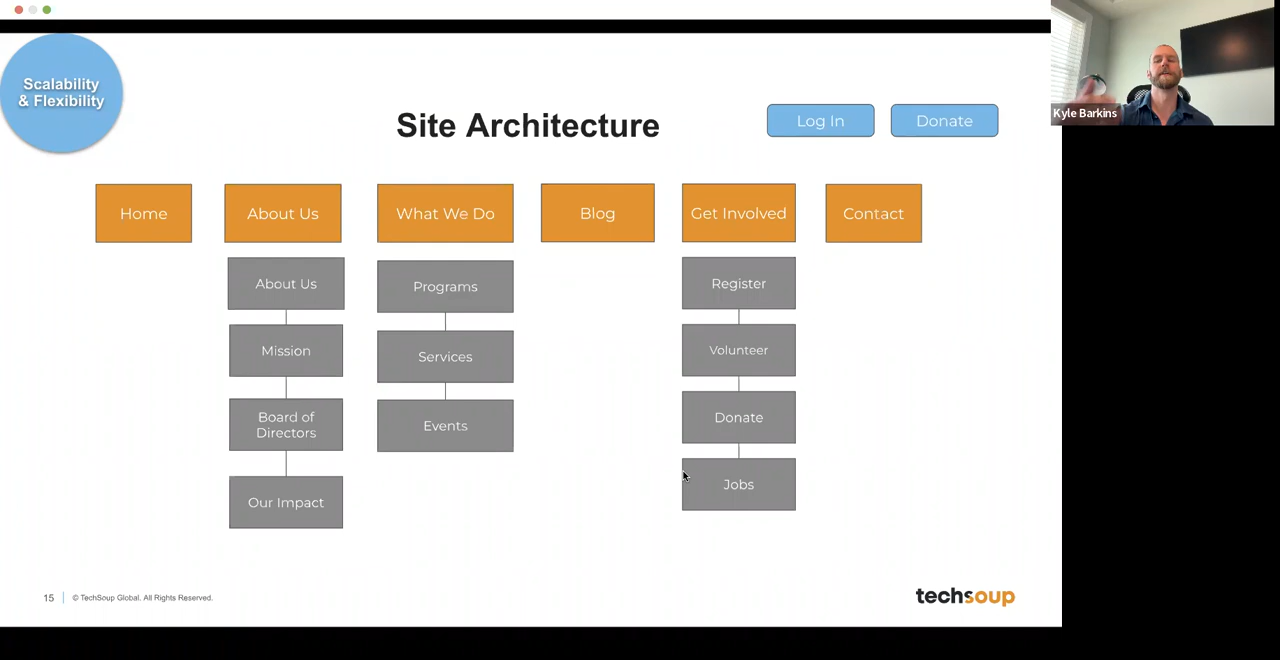 Scalability
& Flexibility
Site Architecture
Log In
Donate
Kyle Barkins
Home
About Us
What We Do
Blog
Get Involved
Contact
About Us
Mission
Board of
Directors
Our Impact
Programs
Services
Events
Register
Volunteer
Donate
Jobs
15
© TechSoup Global. All Rights Reserved.
techsoup